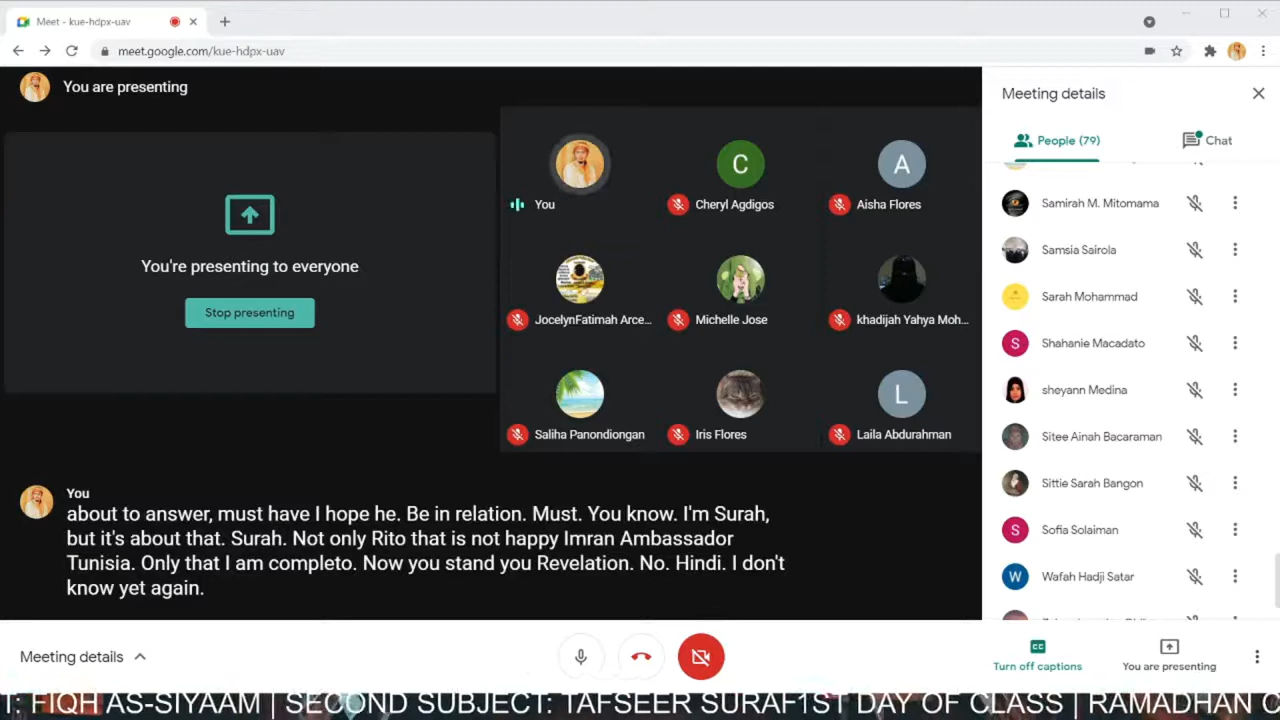 Meet - kue-hdpx-uav
meet.google.com/kue-hdpx-uav
You are presenting
You're presenting to everyone
Stop presenting
You
Cheryl Agdigos
Aisha Flores
C
A
JocelynFatimah Arce...
Michelle Jose
khadijah Yahya Moh...
Saliha Panondiongan
Iris Flores
Laila Abdurahman
L
You
about to answer, must have I hope he. Be in relation. Must. You know. I'm Surah,
but it's about that. Surah. Not only Rito that is not happy Imran Ambassador
Tunisia. Only that I am completo. Now you stand you Revelation. No. Hindi. I don't
know yet again.
Meeting details
People (79)
Chat
Samirah M. Mitomama
Samsia Sairola
Sarah Mohammad
S
Shahanie Macadato
sheyann Medina
Sitee Ainah Bacaraman
Sittie Sarah Bangon
S
Sofia Solaiman
W
Wafah Hadji Satar
Meeting details
CC
Turn off captions
You are presenting
T: FIQH AS-SIYAAM | SECOND SUBJECT: TAFSEER SURAF1ST DAY OF CLASS | RAMADHAN C